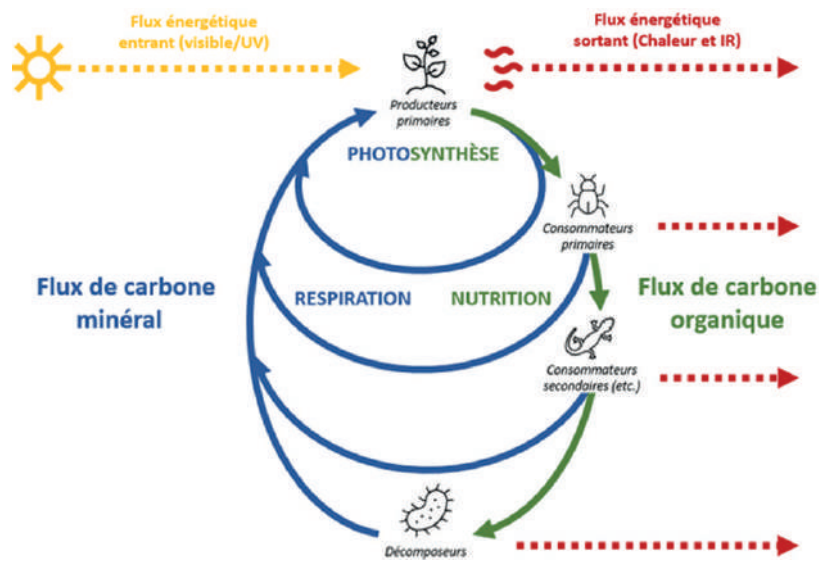 Flux énergétique
entrant (visible/UV)
Flux énergétique
sortant (Chaleur et IR)
Producteurs
primaires
PHOTOSYNTHÈSE
Consommateurs
primaires
Flux de carbone
minéral
RESPIRATION
NUTRITION
Flux de carbone
organique
Consommateurs
secondaires (etc.)
Décomposeurs